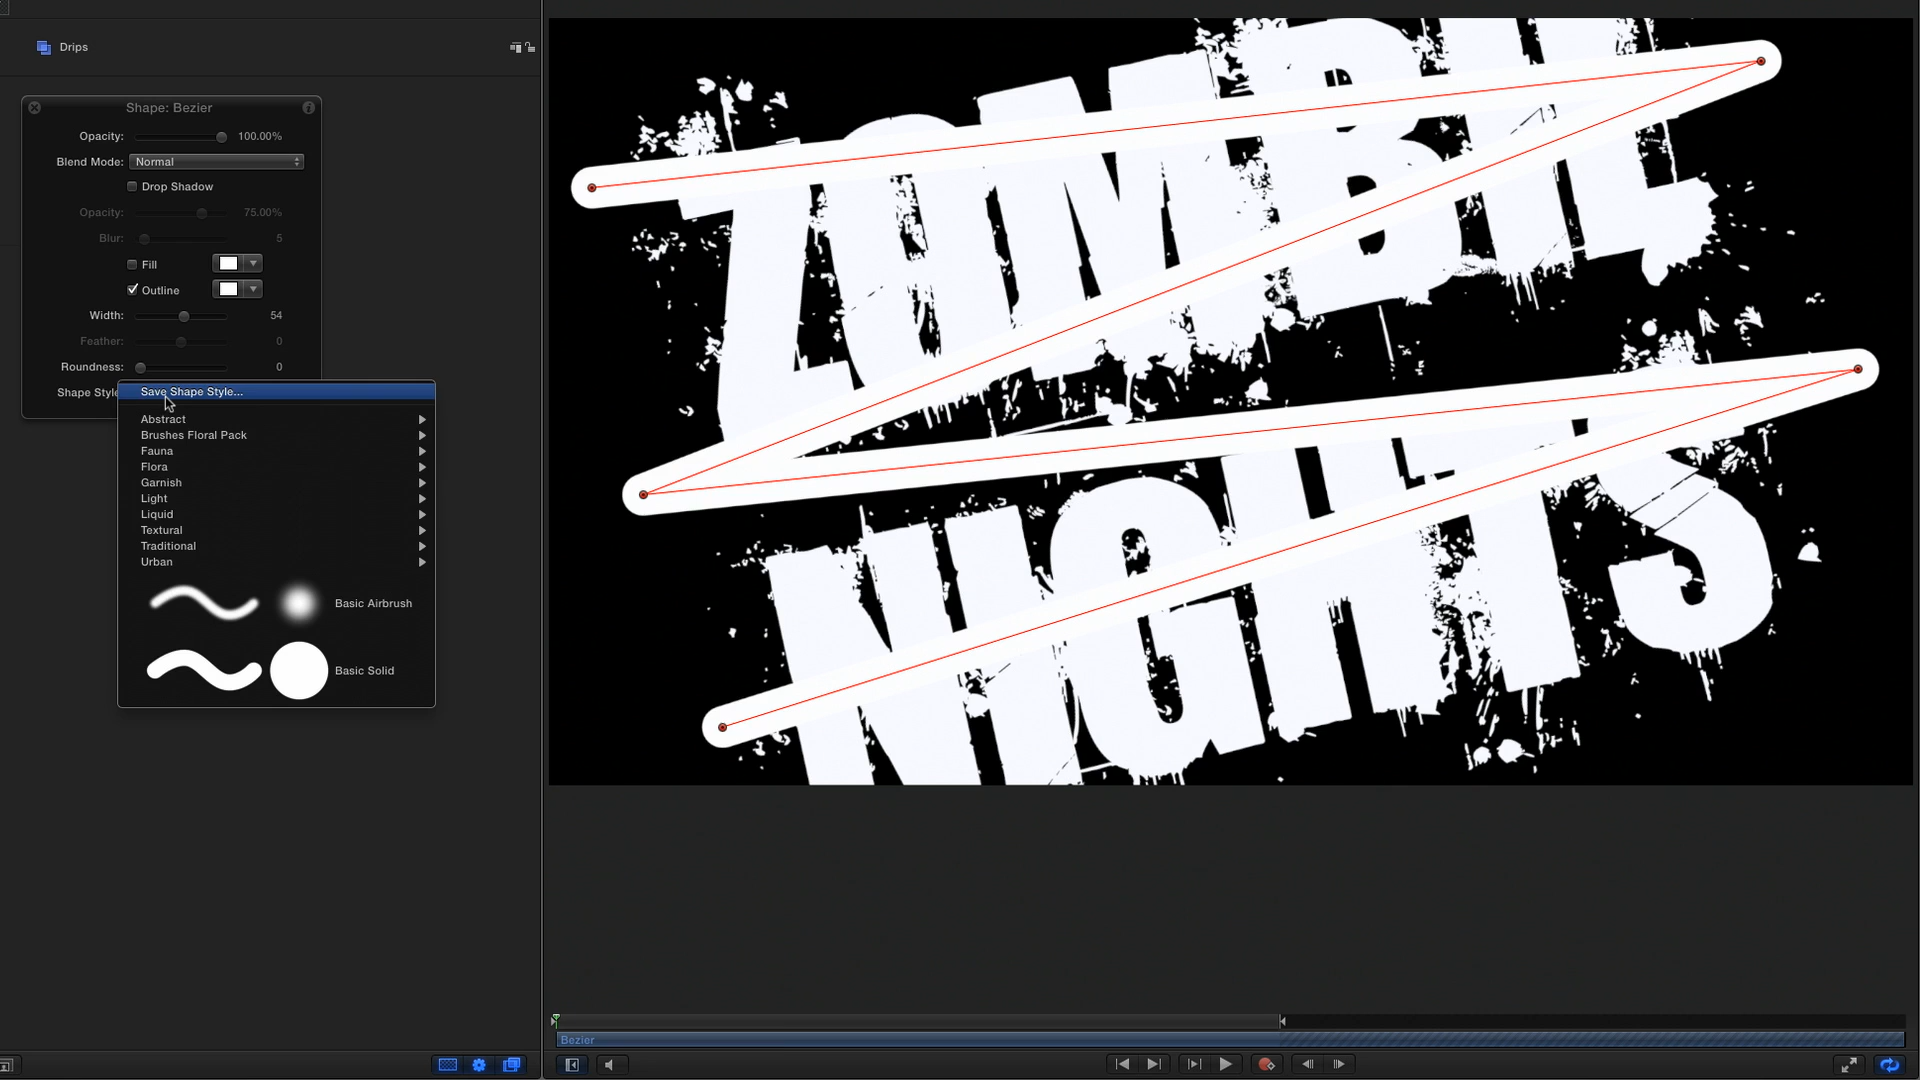 Drips
Shape: Bezier
Opacity: 100.00%
Blend Mode: Normal
Drop Shadow
Opacity: 75.00%
Blur: 5
Fill
Outline
Width: 54
Feather: 0
Roundness: 0
Shape Style
Save Shape Style...
Abstract
Brushes Floral Pack
Fauna
Flora
Garnish
Light
Liquid
Textural
Traditional
Urban
Basic Airbrush
Basic Solid
ZOMBIE
NIGHTS
Bezier